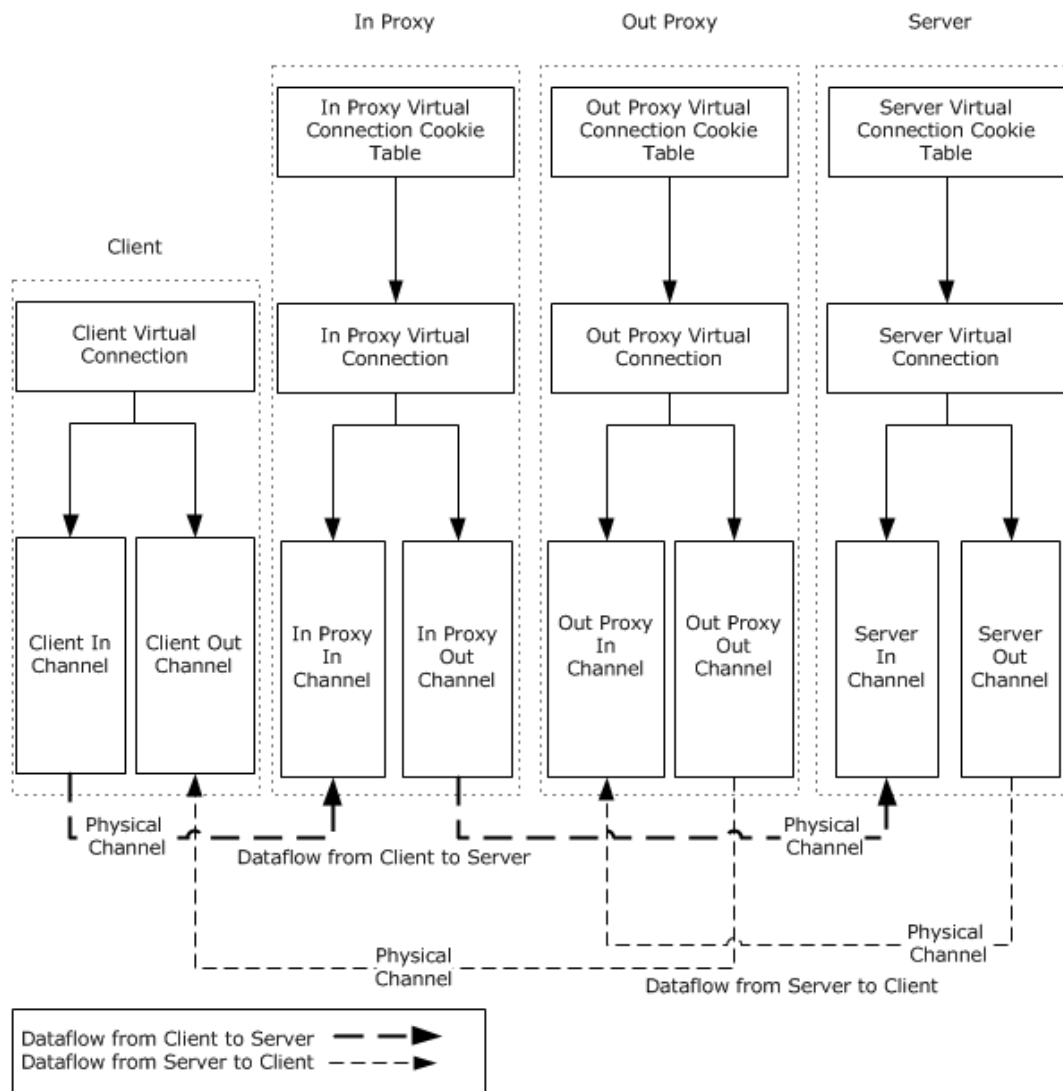 In Proxy
Out Proxy
Server
In Proxy Virtual
Connection Cookie
Table
Out Proxy Virtual
Connection Cookie
Table
Server Virtual
Connection Cookie
Table
Client
Client Virtual
Connection
In Proxy Virtual
Connection
Out Proxy Virtual
Connection
Server Virtual
Connection
Client In
Channel
Client Out
Channel
In Proxy
In
Channel
In Proxy
Out
Channel
Out Proxy
In
Channel
Out Proxy
Out
Channel
Server
In
Channel
Server
Out
Channel
Physical
Channel
Physical
Channel
Dataflow from Client to Server
Physical
Channel
Physical
Channel
Dataflow from Server to Client
Dataflow from Client to Server
Dataflow from Server to Client